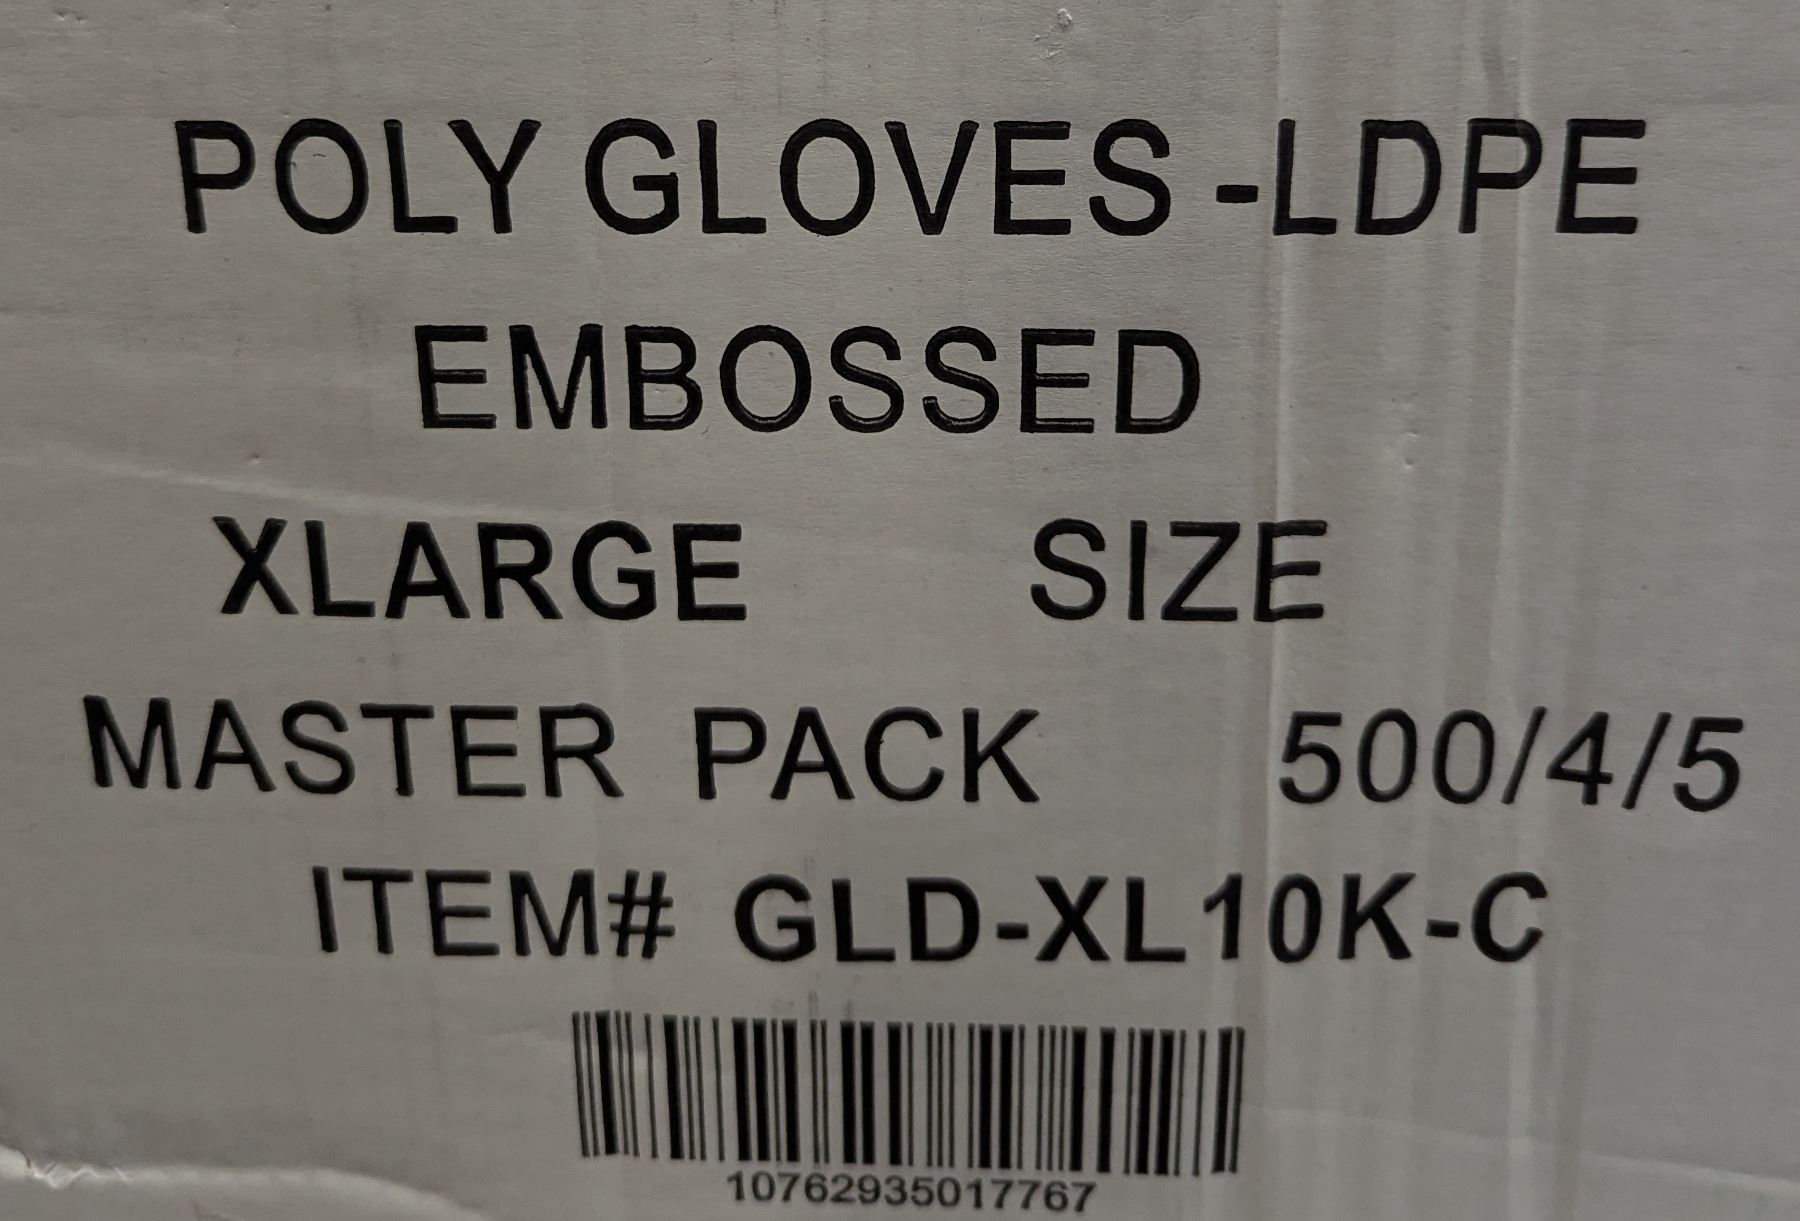 POLY GLOVES -LDPE
EMBOSSED
XLARGE SIZE
MASTER PACK 500/4/5
ITEM# GLD-XL10K-C
10762935017767